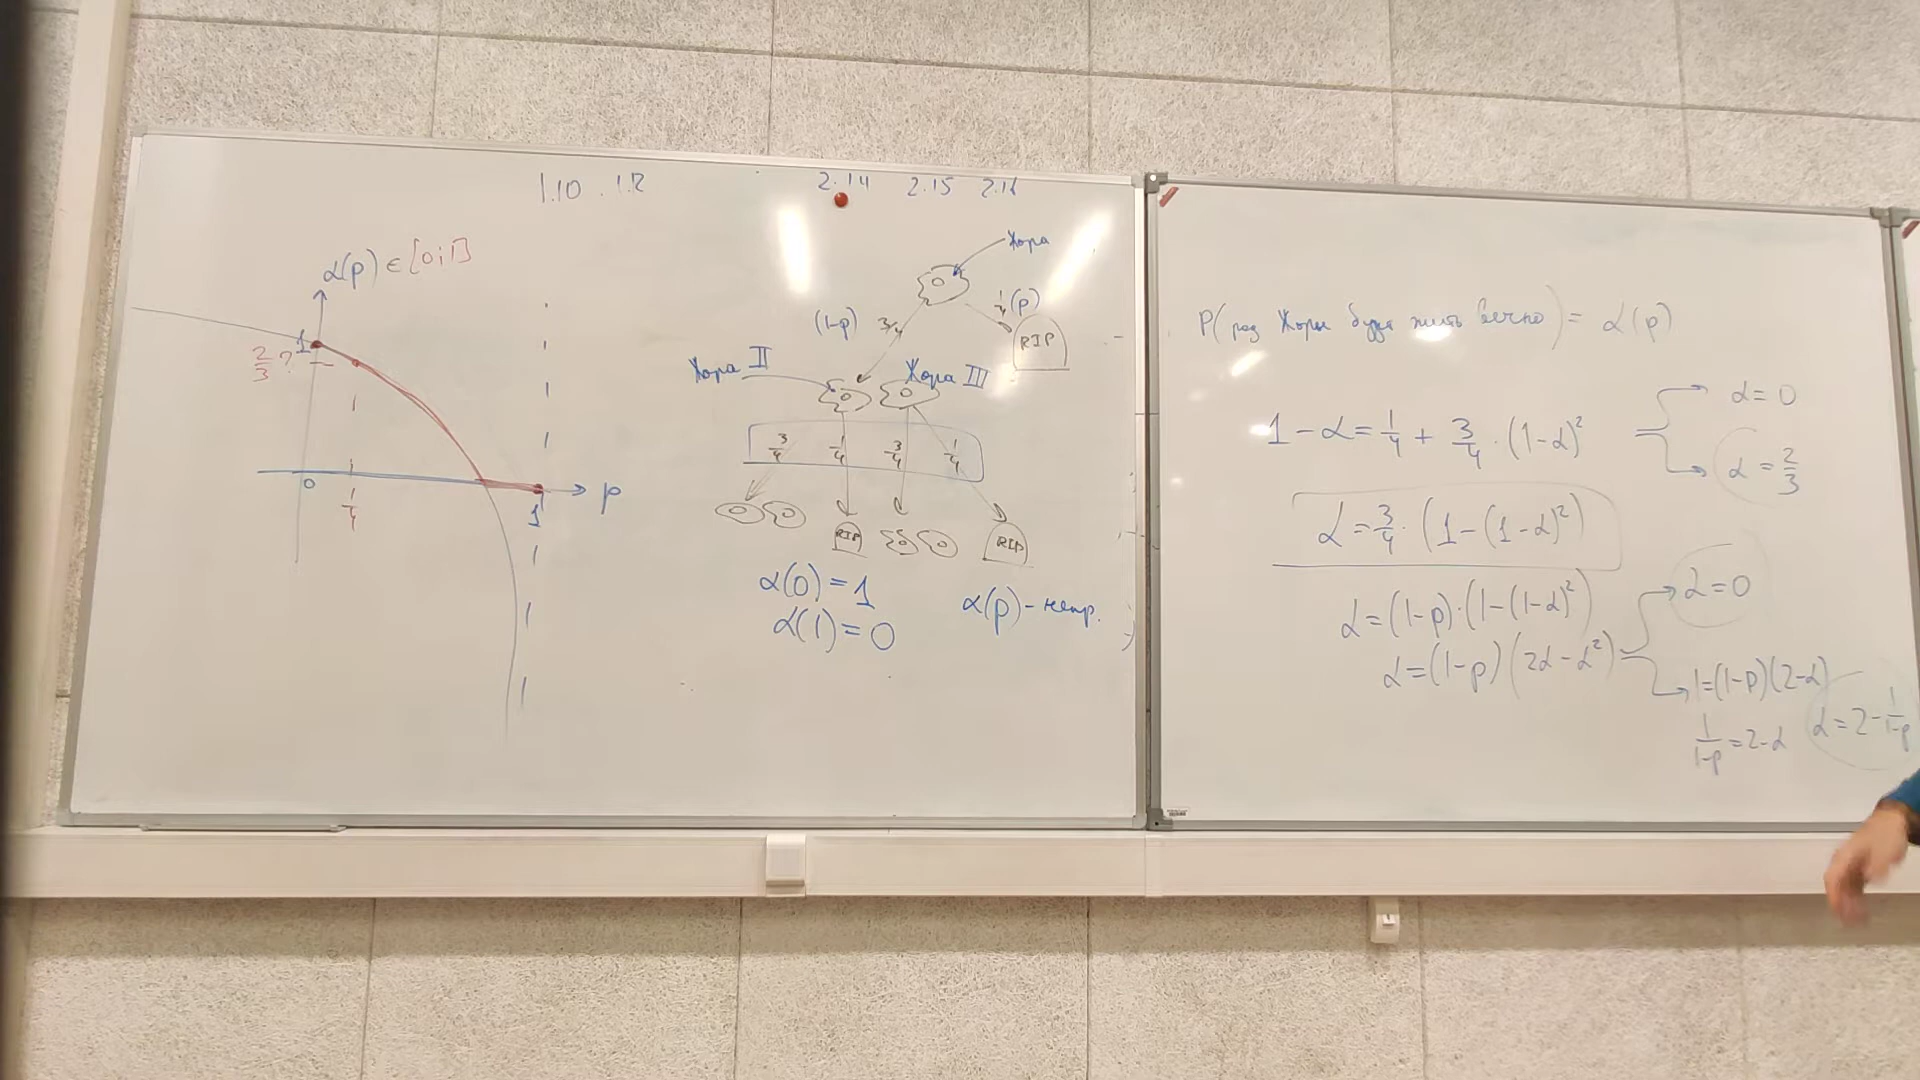 1.10 . 1.12
2.14 2.15 2.16
α(p) ∈ [0;1]
1
2/3 ?
0
1/4
1
p
Жора
(1-p) 3/4
1/4 (p)
RIP
Жора II
Жора III
3/4 1/4 3/4 1/4
RIP
RIP
α(0) = 1
α(1) = 0
α(p) - непр.
P(род Жоры будет жить вечно) = α(p)
1 - α = 1/4 + 3/4 · (1-α)²
α = 0
α = 2/3
α = 3/4 · (1 - (1-α)²)
α = (1-p) · (1 - (1-α)²)
α = (1-p) (2α - α²)
α = 0
1 = (1-p)(2-α)
1/(1-p) = 2-α
α = 2 - 1/(1-p)